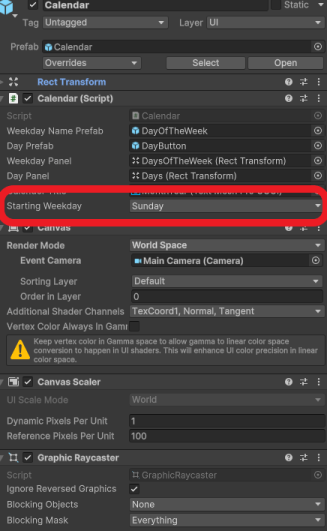 Calendar
Static
Tag Untagged Layer UI
Prefab Calendar
Overrides Select Open
Rect Transform
# Calendar (Script)
Script Calendar
Weekday Name Prefab DayOfTheWeek
Day Prefab DayButton
Weekday Panel DaysOfTheWeek (Rect Transform)
Day Panel Days (Rect Transform)
Starting Weekday Sunday
Canvas
Render Mode World Space
Event Camera Main Camera (Camera)
Sorting Layer Default
Order in Layer 0
Additional Shader Channels TexCoord1, Normal, Tangent
Vertex Color Always In Gam
Keep vertex color in Gamma space to allow gamma to linear color space
conversion to happen in UI shaders. This will enhance UI color precision in linear
color space.
Canvas Scaler
UI Scale Mode World
Dynamic Pixels Per Unit 1
Reference Pixels Per Unit 100
Graphic Raycaster
Script GraphicRaycaster
Ignore Reversed Graphics
Blocking Objects None
Blocking Mask Everything